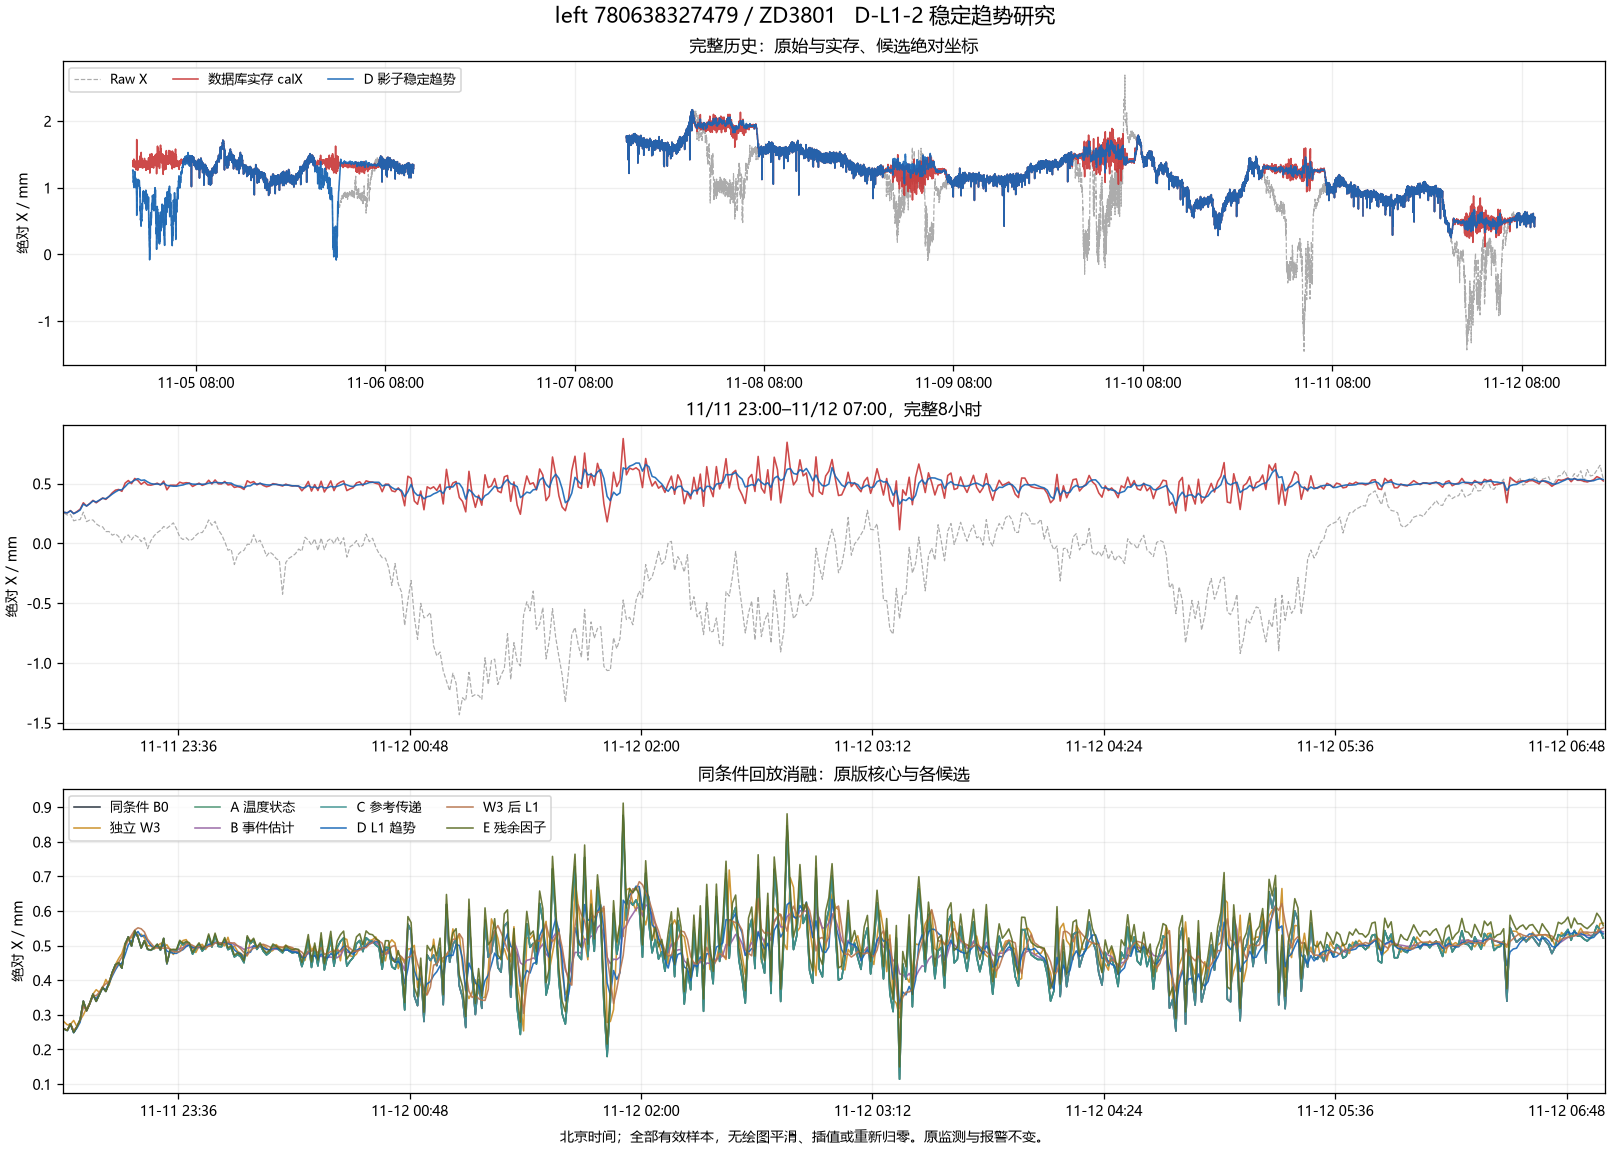 left 780638327479 / ZD3801   D-L1-2 稳定趋势研究
完整历史：原始与实存、候选绝对坐标
Raw X
数据库实存 calX
D 影子稳定趋势
绝对 X / mm
2
1
0
-1
11-05 08:00
11-06 08:00
11-07 08:00
11-08 08:00
11-09 08:00
11-10 08:00
11-11 08:00
11-12 08:00
11/11 23:00–11/12 07:00，完整8小时
绝对 X / mm
0.5
0.0
-0.5
-1.0
-1.5
11-11 23:36
11-12 00:48
11-12 02:00
11-12 03:12
11-12 04:24
11-12 05:36
11-12 06:48
同条件回放消融：原版核心与各候选
同条件 B0
A 温度状态
C 参考传递
W3 后 L1
独立 W3
B 事件估计
D L1 趋势
E 残余因子
绝对 X / mm
0.9
0.8
0.7
0.6
0.5
0.4
0.3
0.2
0.1
11-11 23:36
11-12 00:48
11-12 02:00
11-12 03:12
11-12 04:24
11-12 05:36
11-12 06:48
北京时间；全部有效样本，无绘图平滑、插值或重新归零。原监测与报警不变。